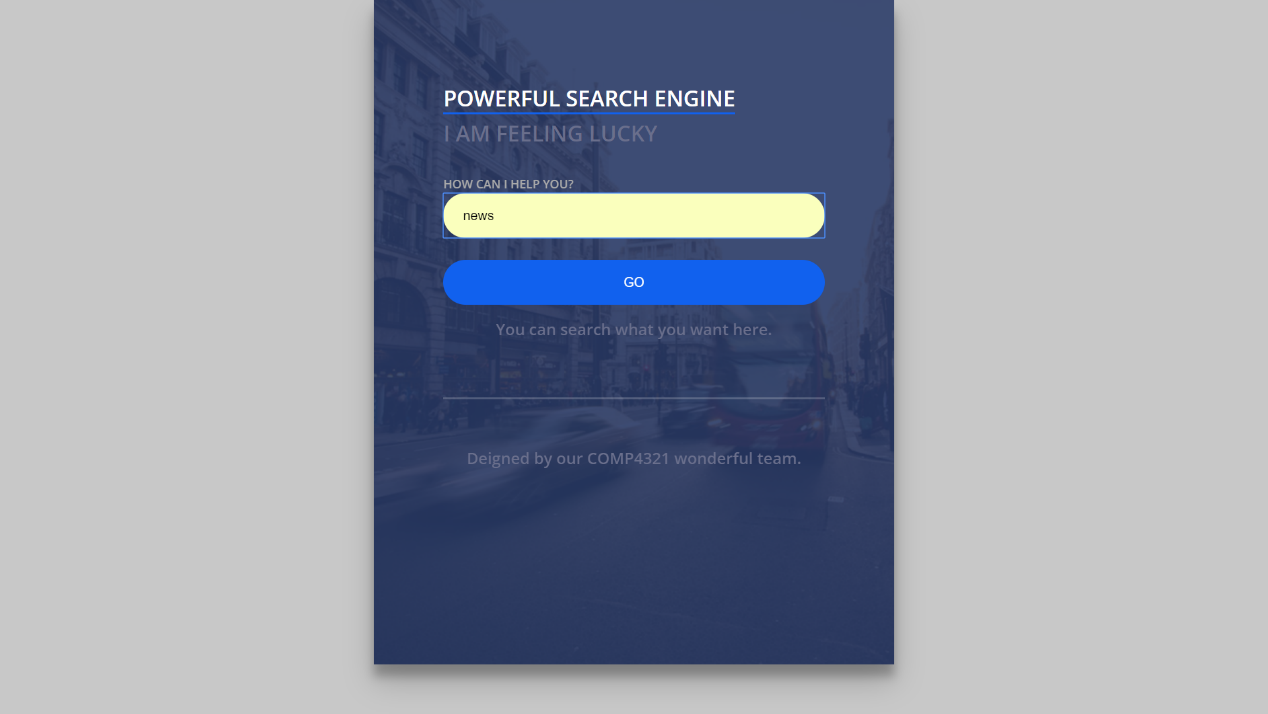 POWERFUL SEARCH ENGINE
I AM FEELING LUCKY
HOW CAN I HELP YOU?
news
GO
You can search what you want here.
Deigned by our COMP4321 wonderful team.